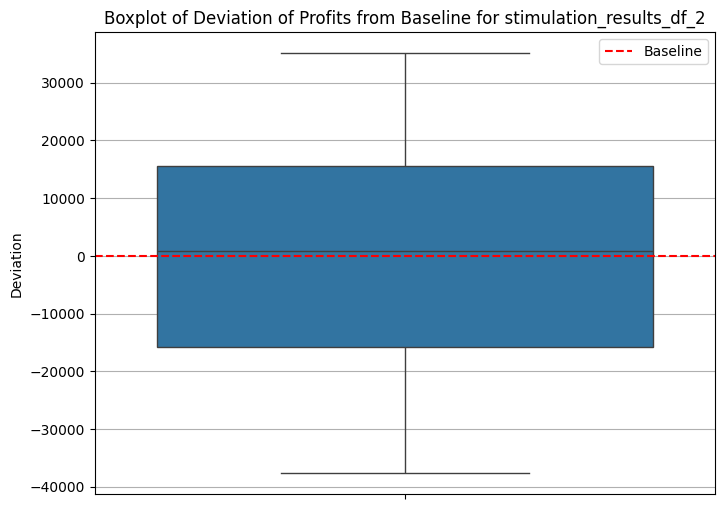 Boxplot of Deviation of Profits from Baseline for stimulation_results_df_2
Baseline
Deviation
30000
20000
10000
0
−10000
−20000
−30000
−40000